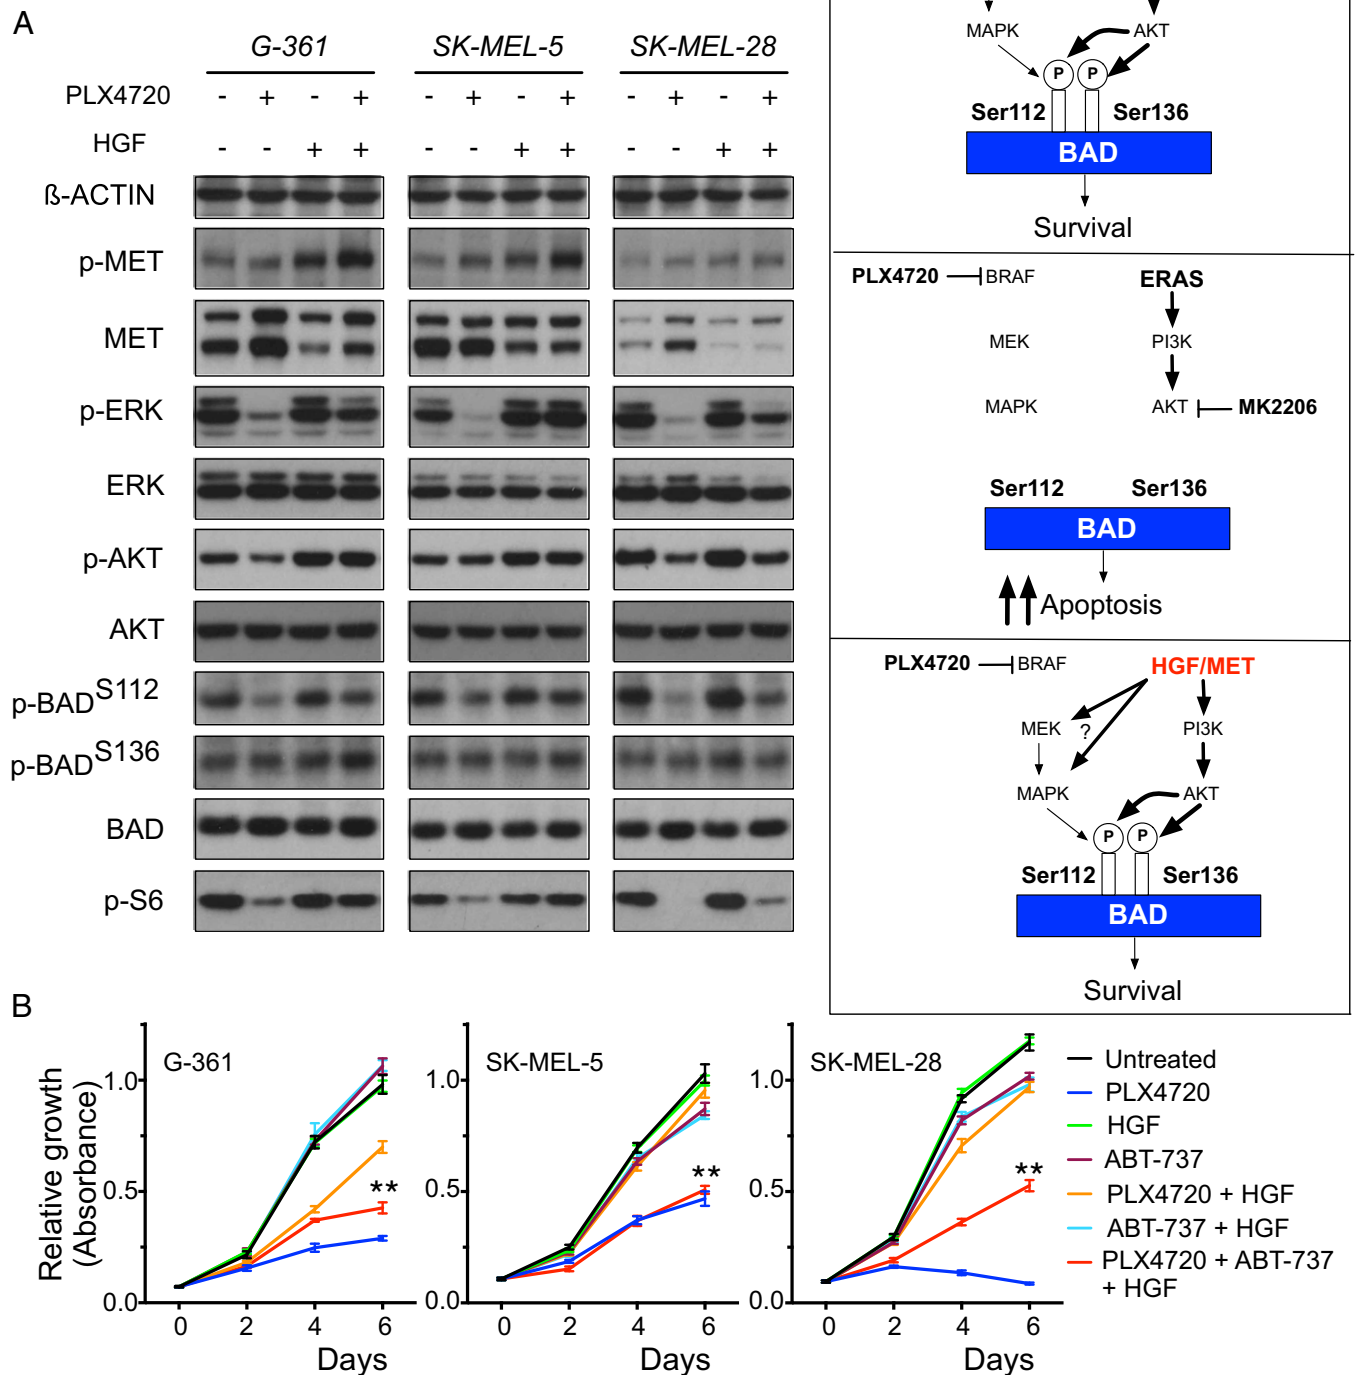 A
G-361 SK-MEL-5 SK-MEL-28
PLX4720 - + - + - + - + - + - +
HGF - - + + - - + + - - + +
ß-ACTIN
p-MET
MET
p-ERK
ERK
p-AKT
AKT
p-BAD S112
p-BAD S136
BAD
p-S6
MAPK AKT
P P
Ser112 Ser136
BAD
Survival
PLX4720 BRAF ERAS
MEK PI3K
MAPK AKT MK2206
Ser112 Ser136
BAD
Apoptosis
PLX4720 BRAF HGF/MET
MEK ? PI3K
MAPK AKT
P P
Ser112 Ser136
BAD
Survival
B
Relative growth
(Absorbance)
G-361
1.0
0.5
0.0
**
0 2 4 6
Days
SK-MEL-5
1.0
0.5
0.0
**
0 2 4 6
Days
SK-MEL-28
1.0
0.5
0.0
**
0 2 4 6
Days
Untreated
PLX4720
HGF
ABT-737
PLX4720 + HGF
ABT-737 + HGF
PLX4720 + ABT-737
+ HGF